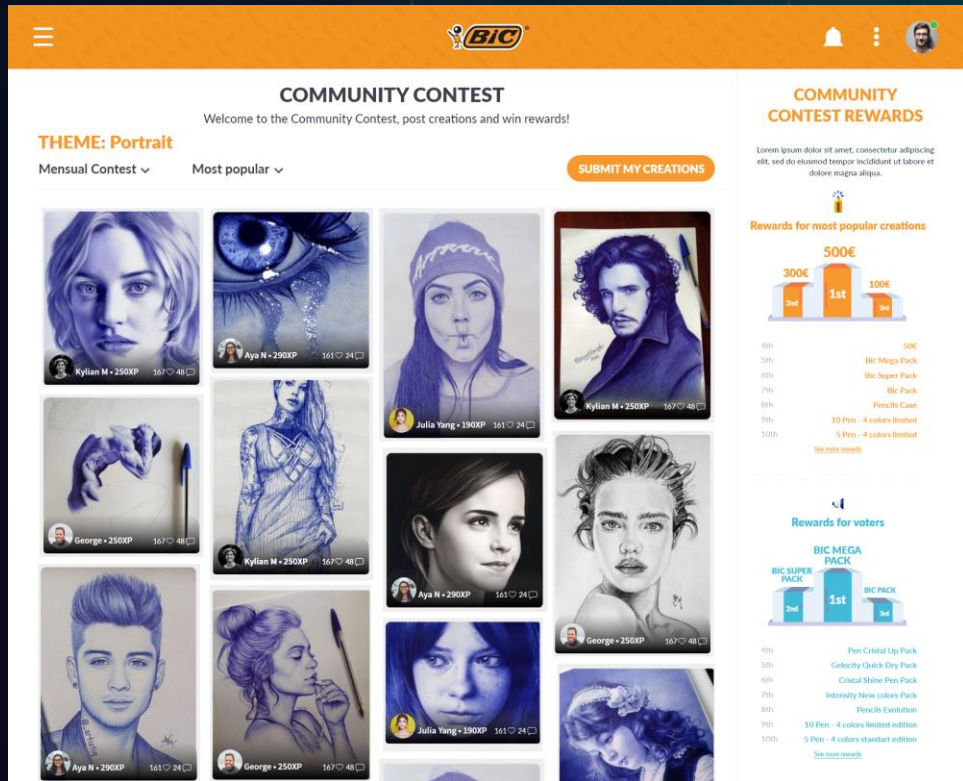 BiC
COMMUNITY CONTEST
Welcome to the Community Contest, post creations and win rewards!
THEME: Portrait
Mensual Contest
Most popular
SUBMIT MY CREATIONS
Kylian M • 250XP 167 48
Aya N • 290XP 161 24
Julia Yang • 190XP 161 24
Kylian M • 250XP 167 48
George • 250XP 167 48
Kylian M • 250XP 167 48
Aya N • 290XP 161 24
George • 250XP 167 48
Aya N • 290XP 161 24
George • 250XP 167 48
Julia Yang • 190XP 161 24
COMMUNITY
CONTEST REWARDS
Lorem ipsum dolor sit amet, consectetur adipiscing
elit, sed do eiusmod tempor incididunt ut labore et
dolore magna aliqua.
Rewards for most popular creations
500€
300€
100€
1st
2nd
3rd
4th 50€
5th Bic Mega Pack
6th Bic Super Pack
7th Bic Pack
8th Pencils Case
9th 10 Pen - 4 colors limited
10th 5 Pen - 4 colors limited
See more rewards
Rewards for voters
BIC MEGA
PACK
BIC SUPER
PACK
BIC PACK
1st
2nd
3rd
4th Pen Cristal Up Pack
5th Gelocity Quick Dry Pack
6th Cristal Shine Pen Pack
7th Intensity New colors Pack
8th Pencils Evolution
9th 10 Pen - 4 colors limited edition
10th 5 Pen - 4 colors standart edition
See more rewards